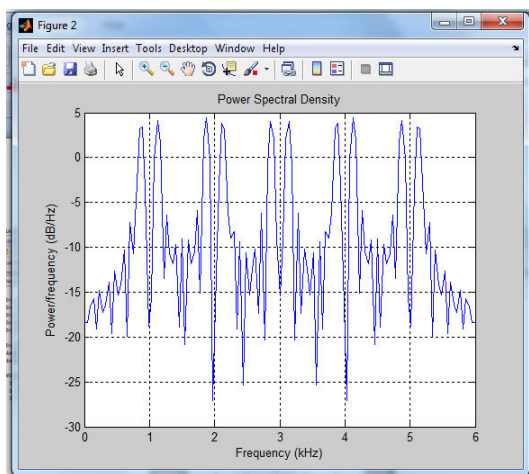 Figure 2
File Edit View Insert Tools Desktop Window Help
Power Spectral Density
Power/frequency (dB/Hz)
5
0
-5
-10
-15
-20
-25
-30
0 1 2 3 4 5 6
Frequency (kHz)